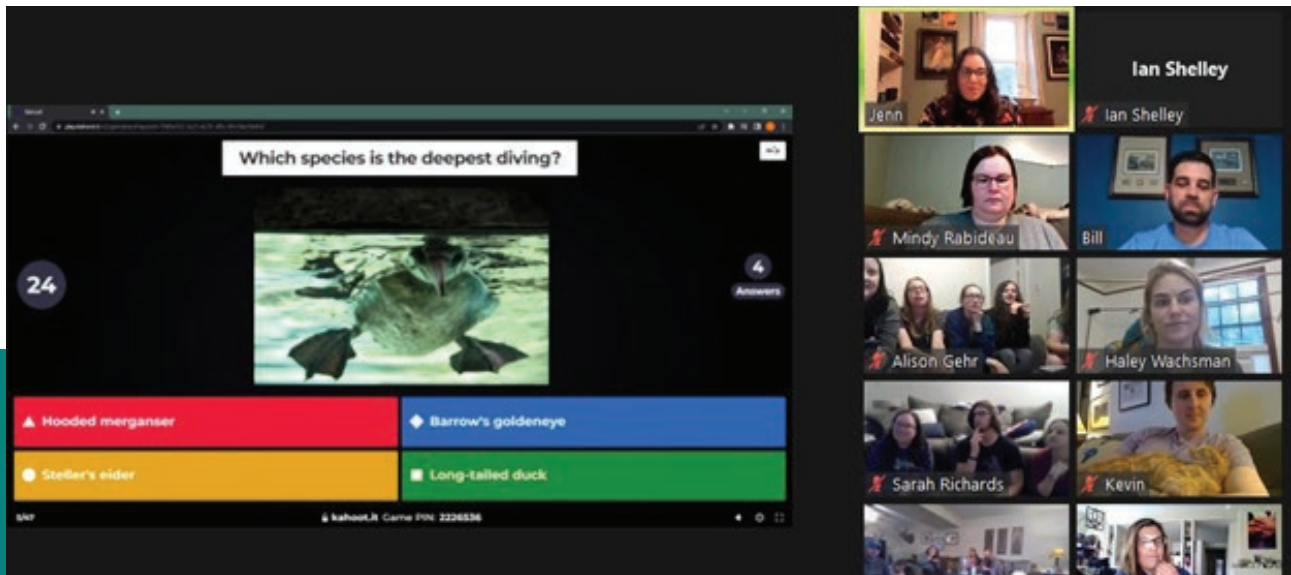 Which species is the deepest diving?
24
4
Answers
Hooded merganser
Barrow's goldeneye
Steller's eider
Long-tailed duck
kahoot.it Game PIN: 2226536
Jenn
Ian Shelley
Ian Shelley
Mindy Rabideau
Bill
Alison Gehr
Haley Wachsman
Sarah Richards
Kevin